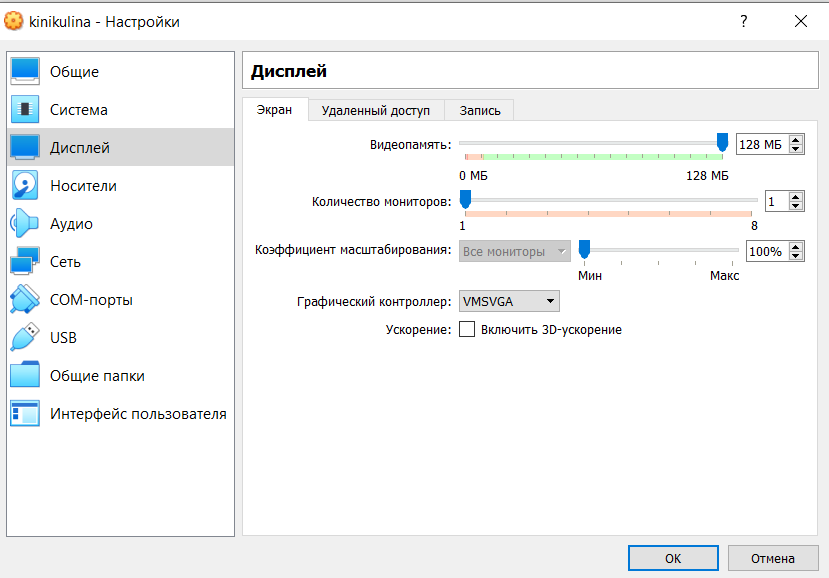 kinikulina - Настройки
?
Общие
Система
Дисплей
Носители
Аудио
Сеть
COM-порты
USB
Общие папки
Интерфейс пользователя
Дисплей
Экран Удаленный доступ Запись
Видеопамять: 128 МБ
0 МБ 128 МБ
Количество мониторов: 1
1 8
Коэффициент масштабирования: Все мониторы 100%
Мин Макс
Графический контроллер: VMSVGA
Ускорение: Включить 3D-ускорение
OK Отмена